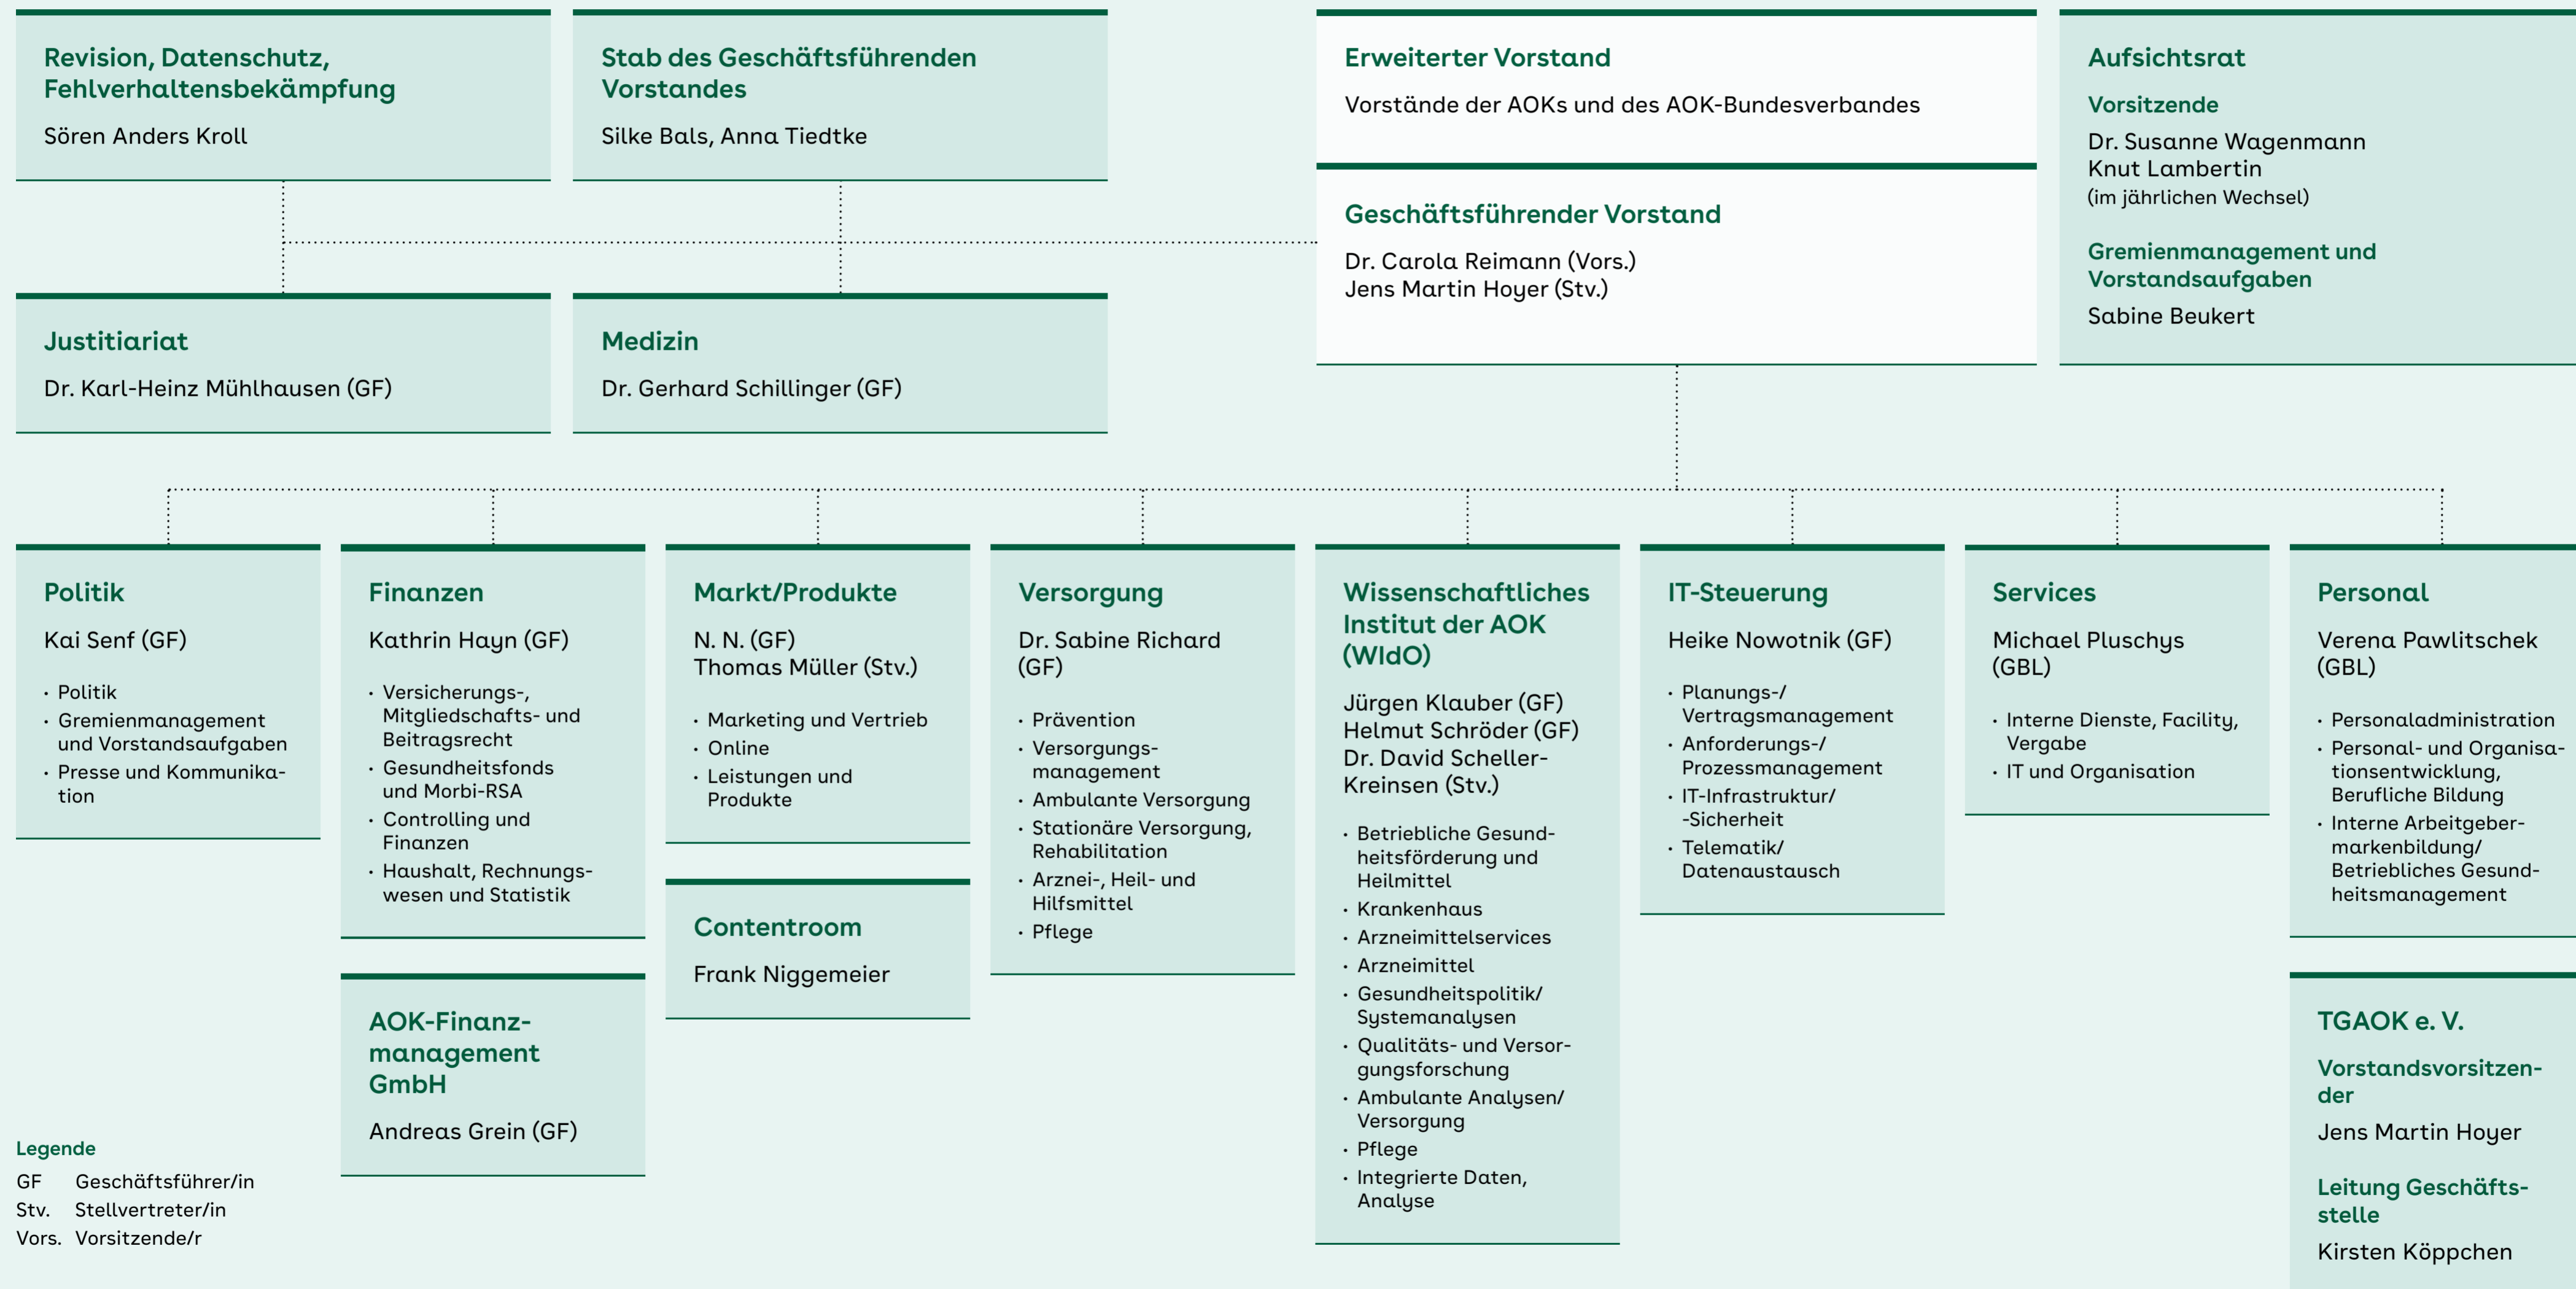 Revision, Datenschutz,
Fehlverhaltensbekämpfung
Sören Anders Kroll
Stab des Geschäftsführenden
Vorstandes
Silke Bals, Anna Tiedtke
Erweiterter Vorstand
Vorstände der AOKs und des AOK-Bundesverbandes
Geschäftsführender Vorstand
Dr. Carola Reimann (Vors.)
Jens Martin Hoyer (Stv.)
Aufsichtsrat
Vorsitzende
Dr. Susanne Wagenmann
Knut Lambertin
(im jährlichen Wechsel)
Gremienmanagement und
Vorstandsaufgaben
Sabine Beukert
Justitiariat
Dr. Karl-Heinz Mühlhausen (GF)
Medizin
Dr. Gerhard Schillinger (GF)
Politik
Kai Senf (GF)
· Politik
· Gremienmanagement
und Vorstandsaufgaben
· Presse und Kommunika-
tion
Finanzen
Kathrin Hayn (GF)
· Versicherungs-,
Mitgliedschafts- und
Beitragsrecht
· Gesundheitsfonds
und Morbi-RSA
· Controlling und
Finanzen
· Haushalt, Rechnungs-
wesen und Statistik
AOK-Finanz-
management
GmbH
Andreas Grein (GF)
Markt/Produkte
N. N. (GF)
Thomas Müller (Stv.)
· Marketing und Vertrieb
· Online
· Leistungen und
Produkte
Contentroom
Frank Niggemeier
Versorgung
Dr. Sabine Richard
(GF)
· Prävention
· Versorgungs-
management
· Ambulante Versorgung
· Stationäre Versorgung,
Rehabilitation
· Arznei-, Heil- und
Hilfsmittel
· Pflege
Wissenschaftliches
Institut der AOK
(WIdO)
Jürgen Klauber (GF)
Helmut Schröder (GF)
Dr. David Scheller-
Kreinsen (Stv.)
· Betriebliche Gesund-
heitsförderung und
Heilmittel
· Krankenhaus
· Arzneimittelservices
· Arzneimittel
· Gesundheitspolitik/
Systemanalysen
· Qualitäts- und Versor-
gungsforschung
· Ambulante Analysen/
Versorgung
· Pflege
· Integrierte Daten,
Analyse
IT-Steuerung
Heike Nowotnik (GF)
· Planungs-/
Vertragsmanagement
· Anforderungs-/
Prozessmanagement
· IT-Infrastruktur/
-Sicherheit
· Telematik/
Datenaustausch
Services
Michael Pluschys
(GBL)
· Interne Dienste, Facility,
Vergabe
· IT und Organisation
Personal
Verena Pawlitschek
(GBL)
· Personaladministration
· Personal- und Organisa-
tionsentwicklung,
Berufliche Bildung
· Interne Arbeitgeber-
markenbildung/
Betriebliches Gesund-
heitsmanagement
TGAOK e. V.
Vorstandsvorsitzen-
der
Jens Martin Hoyer
Leitung Geschäfts-
stelle
Kirsten Köppchen
Legende
GF Geschäftsführer/in
Stv. Stellvertreter/in
Vors. Vorsitzende/r